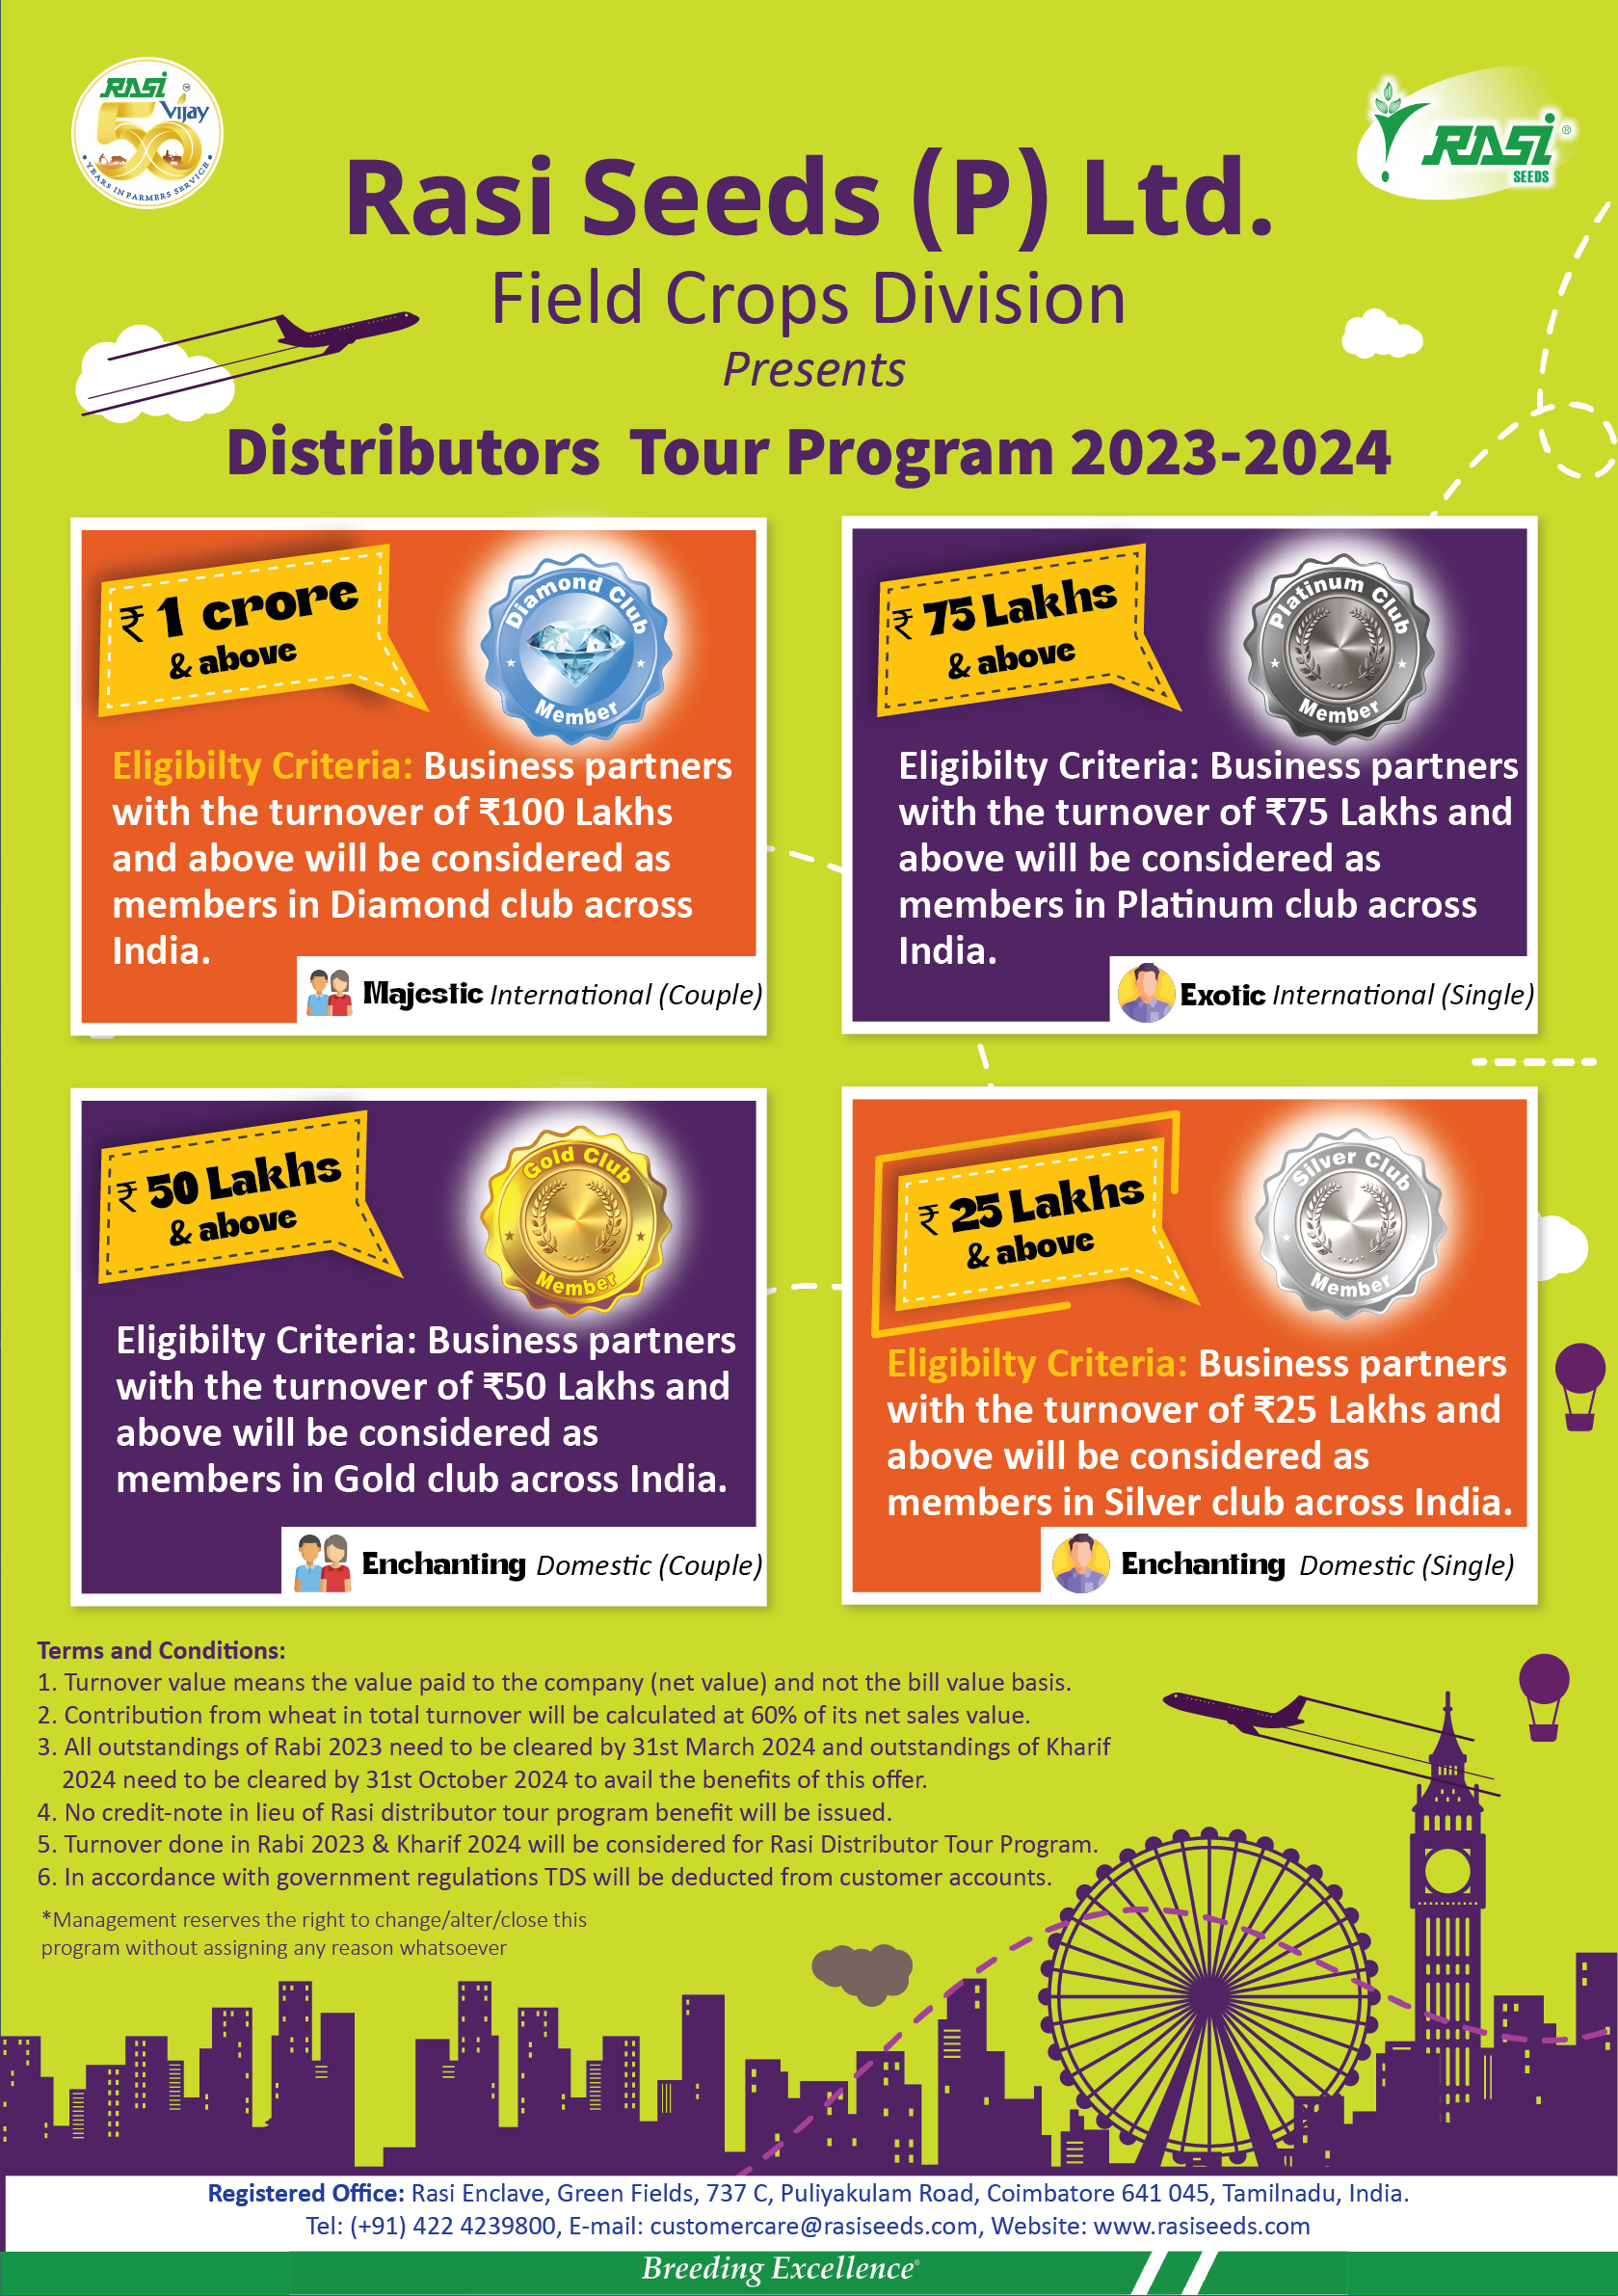 RASI ™
Vijay
50
YEARS IN FARMERS SERVICE
RASI ®
SEEDS
Rasi Seeds (P) Ltd.
Field Crops Division
Presents
Distributors Tour Program 2023-2024
₹ 1 crore
& above
Diamond Club
Member
Eligibilty Criteria: Business partners
with the turnover of ₹100 Lakhs
and above will be considered as
members in Diamond club across
India.
Majestic International (Couple)
₹ 75 Lakhs
& above
Platinum Club
Member
Eligibilty Criteria: Business partners
with the turnover of ₹75 Lakhs and
above will be considered as
members in Platinum club across
India.
Exotic International (Single)
₹ 50 Lakhs
& above
Gold Club
Member
Eligibilty Criteria: Business partners
with the turnover of ₹50 Lakhs and
above will be considered as
members in Gold club across India.
Enchanting Domestic (Couple)
₹ 25 Lakhs
& above
Silver Club
Member
Eligibilty Criteria: Business partners
with the turnover of ₹25 Lakhs and
above will be considered as
members in Silver club across India.
Enchanting Domestic (Single)
Terms and Conditions:
1. Turnover value means the value paid to the company (net value) and not the bill value basis.
2. Contribution from wheat in total turnover will be calculated at 60% of its net sales value.
3. All outstandings of Rabi 2023 need to be cleared by 31st March 2024 and outstandings of Kharif
2024 need to be cleared by 31st October 2024 to avail the benefits of this offer.
4. No credit-note in lieu of Rasi distributor tour program benefit will be issued.
5. Turnover done in Rabi 2023 & Kharif 2024 will be considered for Rasi Distributor Tour Program.
6. In accordance with government regulations TDS will be deducted from customer accounts.
*Management reserves the right to change/alter/close this
program without assigning any reason whatsoever
Registered Office: Rasi Enclave, Green Fields, 737 C, Puliyakulam Road, Coimbatore 641 045, Tamilnadu, India.
Tel: (+91) 422 4239800, E-mail: customercare@rasiseeds.com, Website: www.rasiseeds.com
Breeding Excellence®